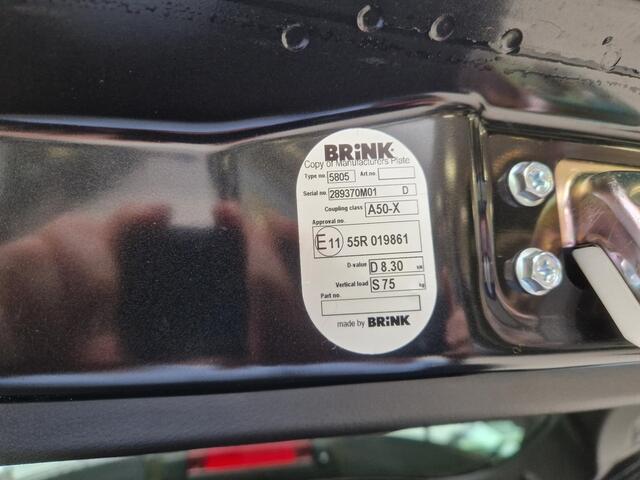 BRiNK
Copy of Manufacturers Plate
Type no. 5805 Art no.
Serial no. 289370M01 D
Coupling class A50-X
Approval no.
E11 55R 019861
D-value D 8.30 kN
Vertical load S 75 kg
Part no.
made by BRiNK